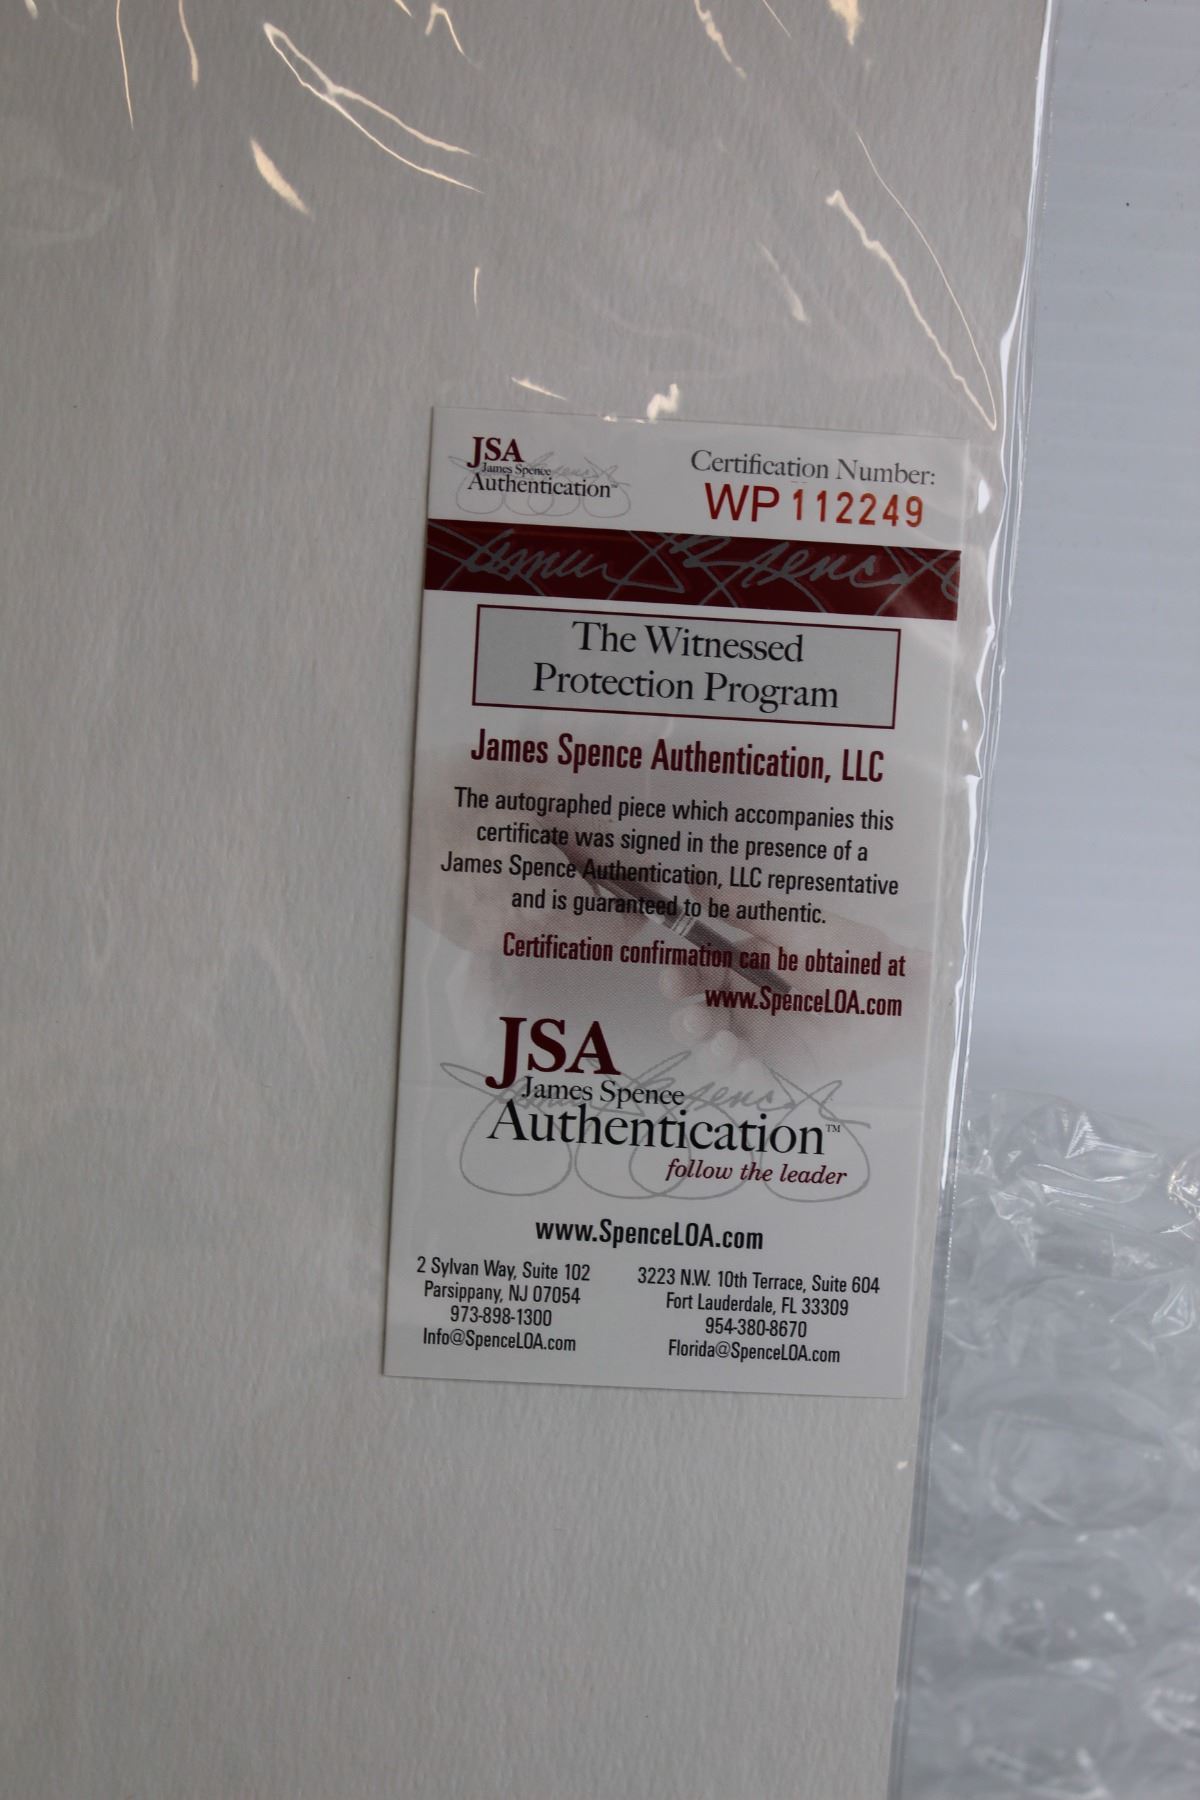 JSA
James Spence
Authentication™
Certification Number:
WP 112249
The Witnessed
Protection Program
James Spence Authentication, LLC
The autographed piece which accompanies this
certificate was signed in the presence of a
James Spence Authentication, LLC representative
and is guaranteed to be authentic.
Certification confirmation can be obtained at
www.SpenceLOA.com
JSA
James Spence
Authentication™
follow the leader
www.SpenceLOA.com
2 Sylvan Way, Suite 102
Parsippany, NJ 07054
973-898-1300
Info@SpenceLOA.com
3223 N.W. 10th Terrace, Suite 604
Fort Lauderdale, FL 33309
954-380-8670
Florida@SpenceLOA.com